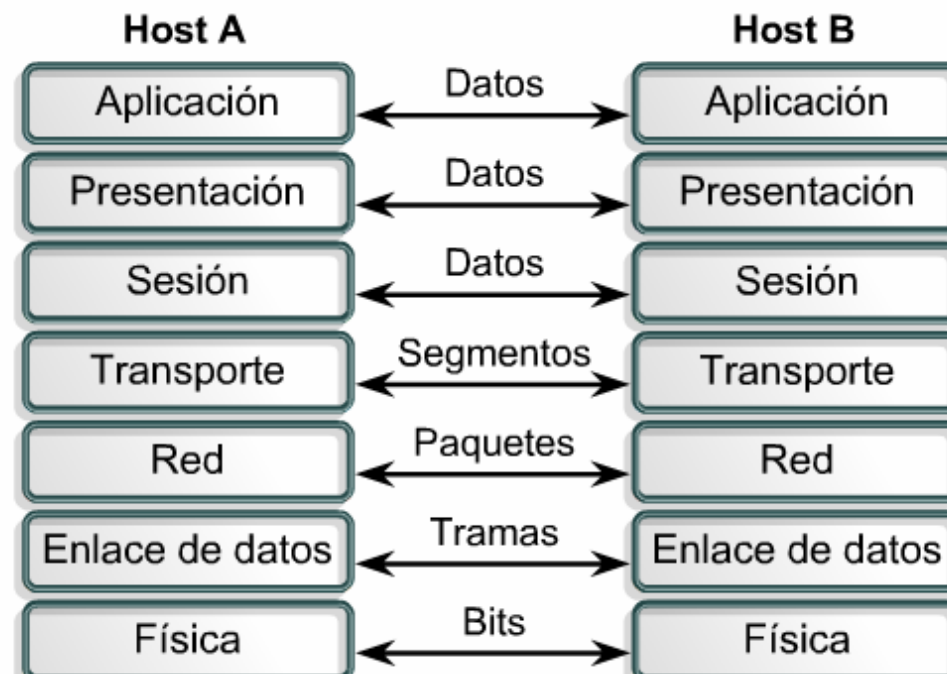 Host A Host B
Aplicación Datos Aplicación
Presentación Datos Presentación
Sesión Datos Sesión
Transporte Segmentos Transporte
Red Paquetes Red
Enlace de datos Tramas Enlace de datos
Física Bits Física